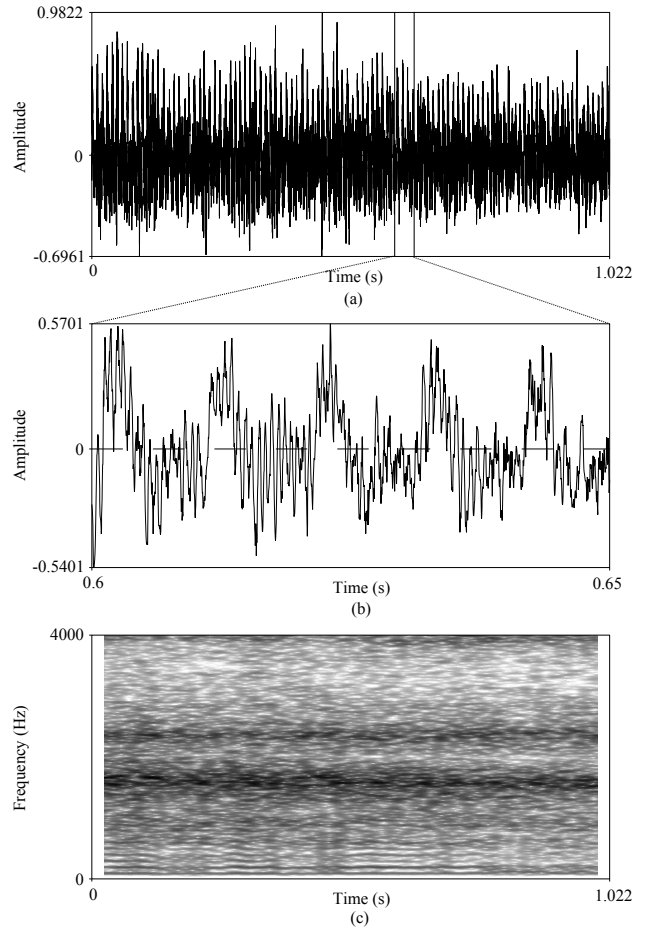 0.9822
Amplitude
0
-0.6961
0
Time (s)
1.022
(a)
0.5701
Amplitude
0
-0.5401
0.6
Time (s)
0.65
(b)
4000
Frequency (Hz)
0
0
Time (s)
1.022
(c)